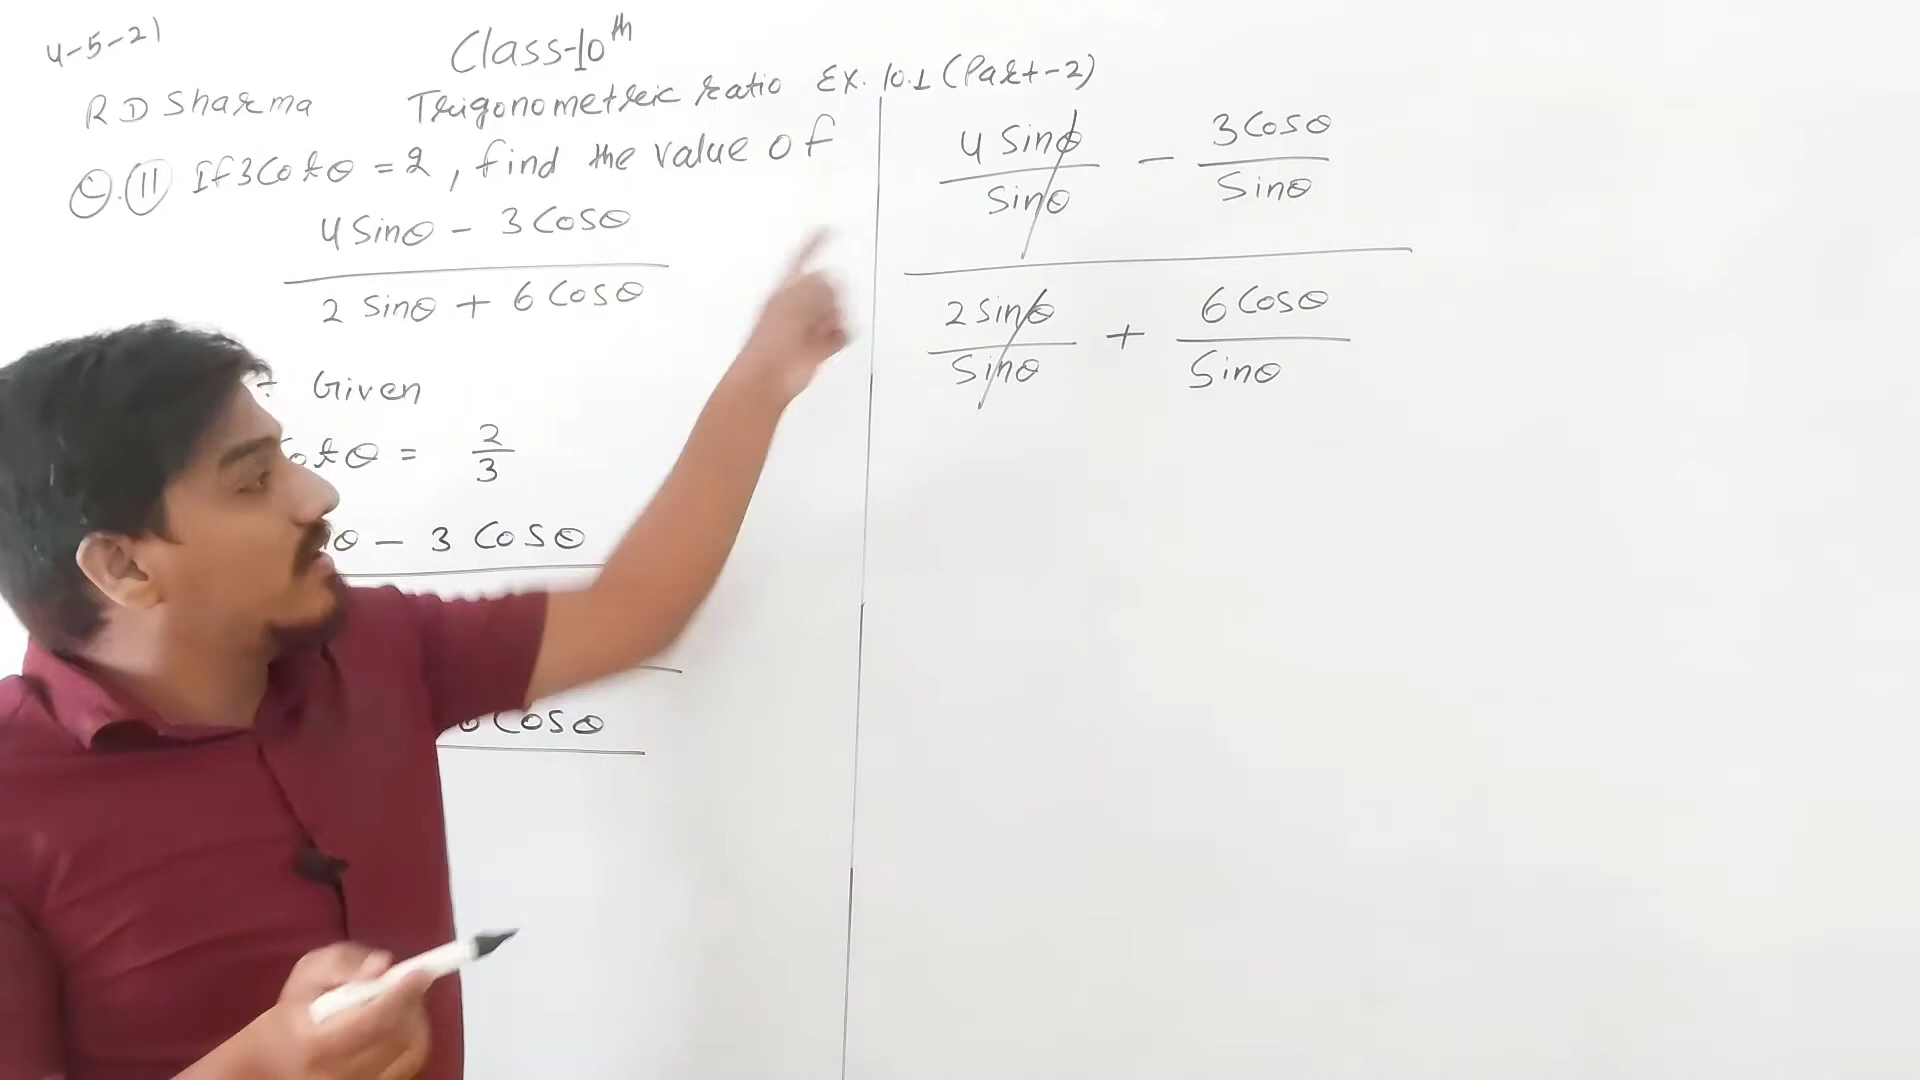 4-5-21
Class-10th
RD Sharma Trigonometric ratio Ex. 10.1 (Part-2)
Q.11 If 3Cotθ = 2, find the value of
4 Sinθ - 3 Cosθ
2 Sinθ + 6 Cosθ
Given
Cotθ = 2/3
θ - 3 Cosθ
6 Cosθ
4 Sinθ/Sinθ - 3 Cosθ/Sinθ
2 Sinθ/Sinθ + 6 Cosθ/Sinθ